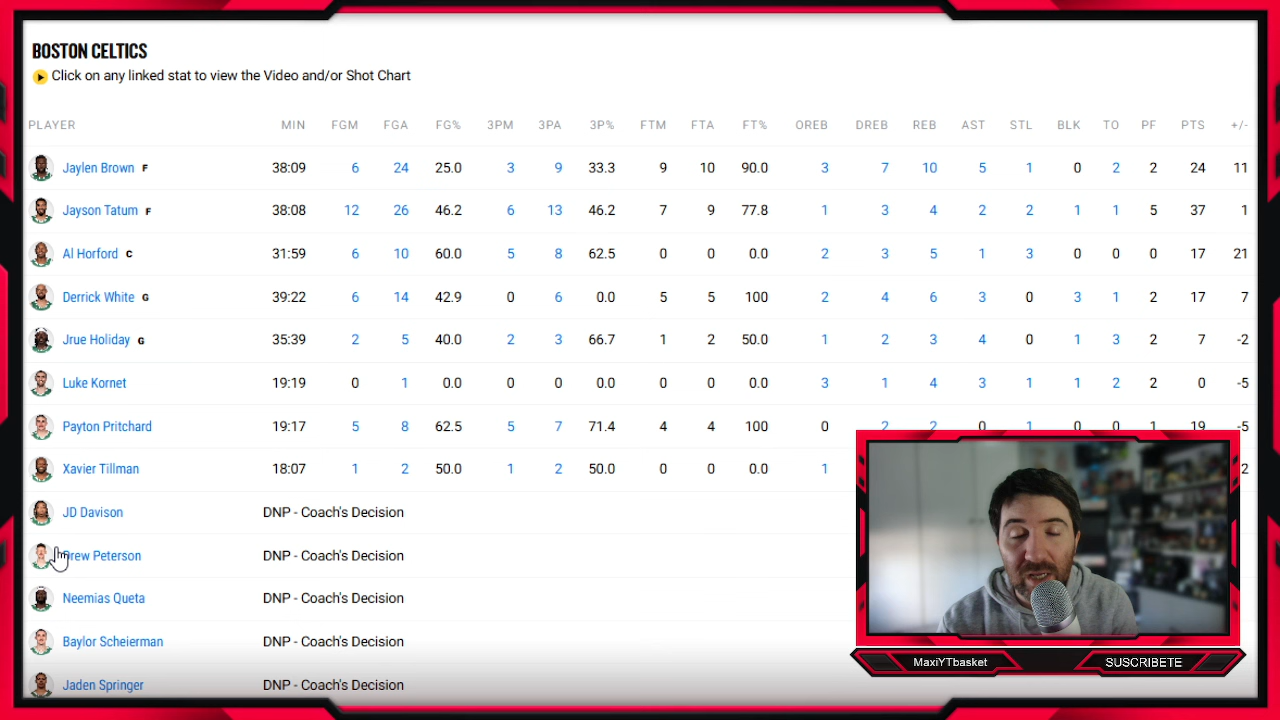 BOSTON CELTICS
Click on any linked stat to view the Video and/or Shot Chart
PLAYER MIN FGM FGA FG% 3PM 3PA 3P% FTM FTA FT% OREB DREB REB AST STL BLK TO PF PTS +/-
Jaylen Brown F 38:09 6 24 25.0 3 9 33.3 9 10 90.0 3 7 10 5 1 0 2 2 24 11
Jayson Tatum F 38:08 12 26 46.2 6 13 46.2 7 9 77.8 1 3 4 2 2 1 1 5 37 1
Al Horford C 31:59 6 10 60.0 5 8 62.5 0 0 0.0 2 3 5 1 3 0 0 0 17 21
Derrick White G 39:22 6 14 42.9 0 6 0.0 5 5 100 2 4 6 3 0 3 1 2 17 7
Jrue Holiday G 35:39 2 5 40.0 2 3 66.7 1 2 50.0 1 2 3 4 0 1 3 2 7 -2
Luke Kornet 19:19 0 1 0.0 0 0 0.0 0 0 0.0 3 1 4 3 1 1 2 2 0 -5
Payton Pritchard 19:17 5 8 62.5 5 7 71.4 4 4 100 0 2 2 0 1 0 0 1 19 -5
Xavier Tillman 18:07 1 2 50.0 1 2 50.0 0 0 0.0 1 2
JD Davison DNP - Coach's Decision
Drew Peterson DNP - Coach's Decision
Neemias Queta DNP - Coach's Decision
Baylor Scheierman DNP - Coach's Decision
Jaden Springer DNP - Coach's Decision
MaxiYTbasket SUSCRIBETE